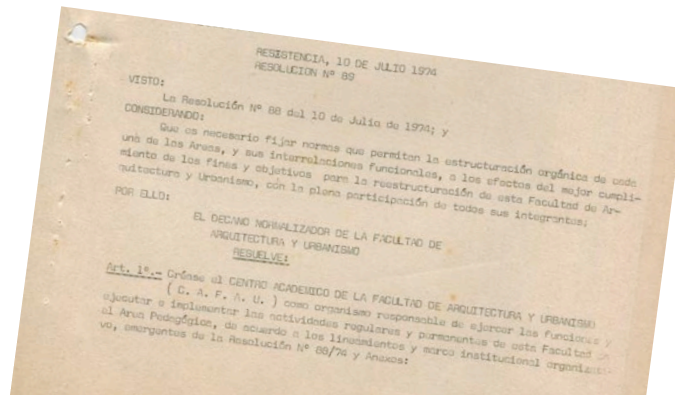 RESISTENCIA, 10 DE JULIO 1974
RESOLUCION Nº 89
VISTO:
La Resolución Nº 88 del 10 de Julio de 1974; y
CONSIDERANDO:
Que es necesario fijar normas que permitan la estructuración orgánica de cada
una de las Areas, y sus interrelaciones funcionales, a los efectos del mejor cumpli-
miento de los fines y objetivos para la reestructuración de esta Facultad de Ar-
quitectura y Urbanismo, con la plena participación de todos sus integrantes;
POR ELLO:
EL DECANO NORMALIZADOR DE LA FACULTAD DE
ARQUITECTURA Y URBANISMO
RESUELVE:
Art. 1º.- Créase el CENTRO ACADEMICO DE LA FACULTAD DE ARQUITECTURA Y URBANISMO
( C. A. F. A. U. ) como organismo responsable de ejercer las funciones y
ejecutar e implementar las actividades regulares y permanentes de esta Facultad en
el Area Pedagógica, de acuerdo a los lineamientos y marco institucional organizati-
vo, emergentes de la Resolución Nº 88/74 y Anexos: